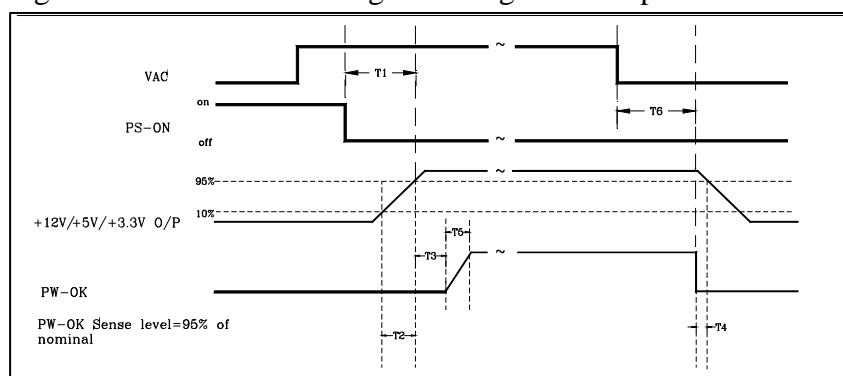 VAC
T1
T6
on
PS-ON
off
95%
10%
+12V/+5V/+3.3V O/P
T5
T3
PW-OK
PW-OK Sense level=95% of
nominal
T2
T4
~
~
~
~